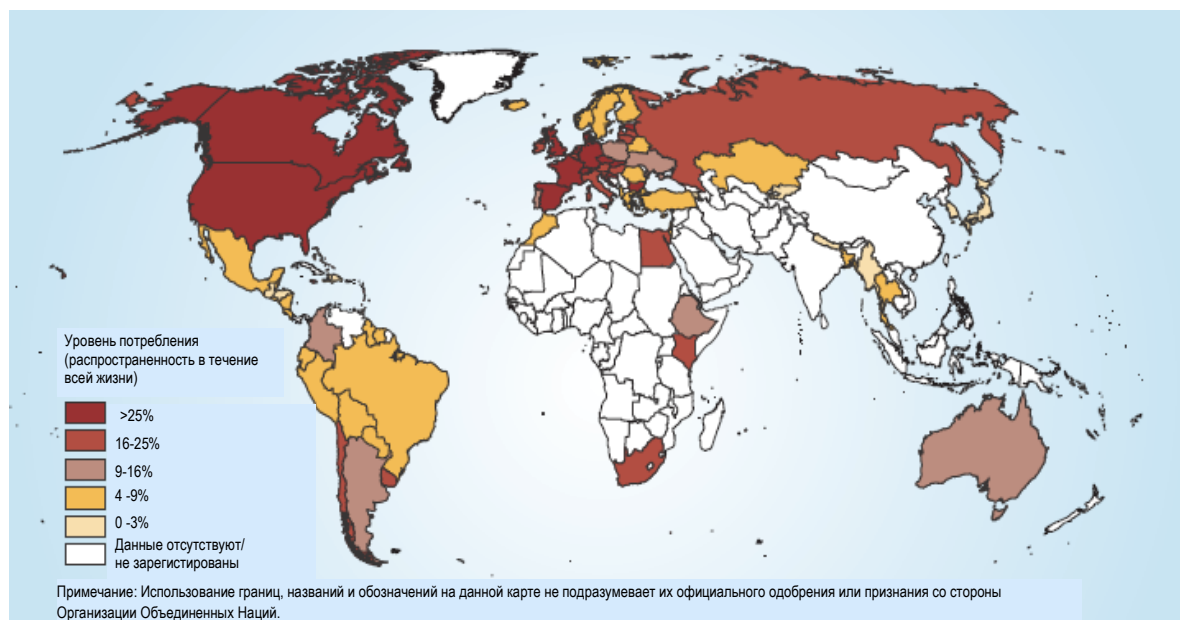 Уровень потребления
(распространенность в течение
всей жизни)
>25%
16-25%
9-16%
4 -9%
0 -3%
Данные отсутствуют/
не зарегистированы
Примечание: Использование границ, названий и обозначений на данной карте не подразумевает их официального одобрения или признания со стороны
Организации Объединенных Наций.